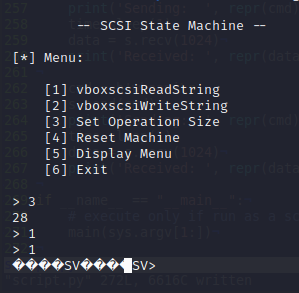 -- SCSI State Machine --
[*] Menu:
[1] vboxscsiReadString
[2] vboxscsiWriteString
[3] Set Operation Size
[4] Reset Machine
[5] Display Menu
[6] Exit
> 3
28
> 1
> 1
����SV����SV>